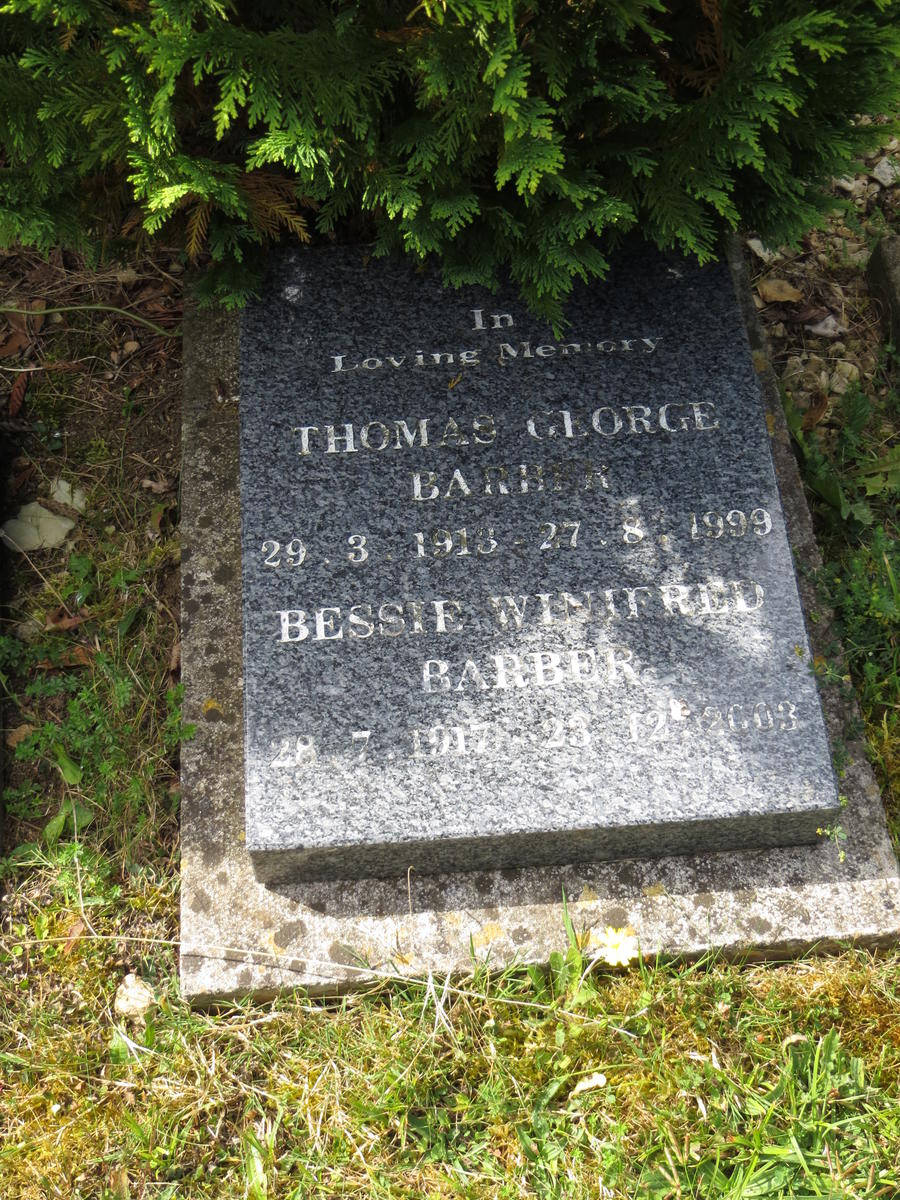 In
Loving Memory
THOMAS GEORGE
BARBER
29 . 3 . 1913 - 27 . 8 . 1999
BESSIE WINIFRED
BARBER
28 . 7 . 1917 - 23 . 12 . 2003